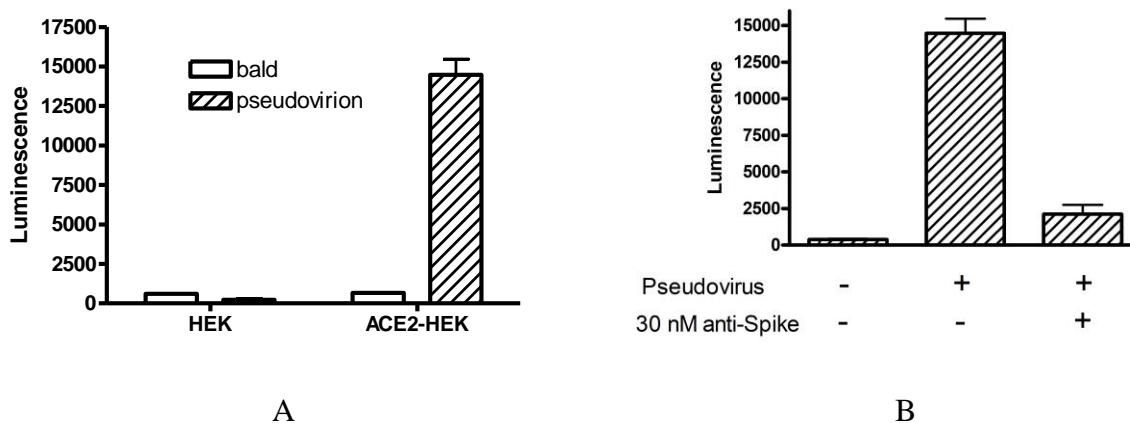 Luminescence
17500
15000
12500
10000
7500
5000
2500
0
bald
pseudovirion
HEK ACE2-HEK
A
Luminescence
15000
12500
10000
7500
5000
2500
0
Pseudovirus - + +
30 nM anti-Spike - - +
B